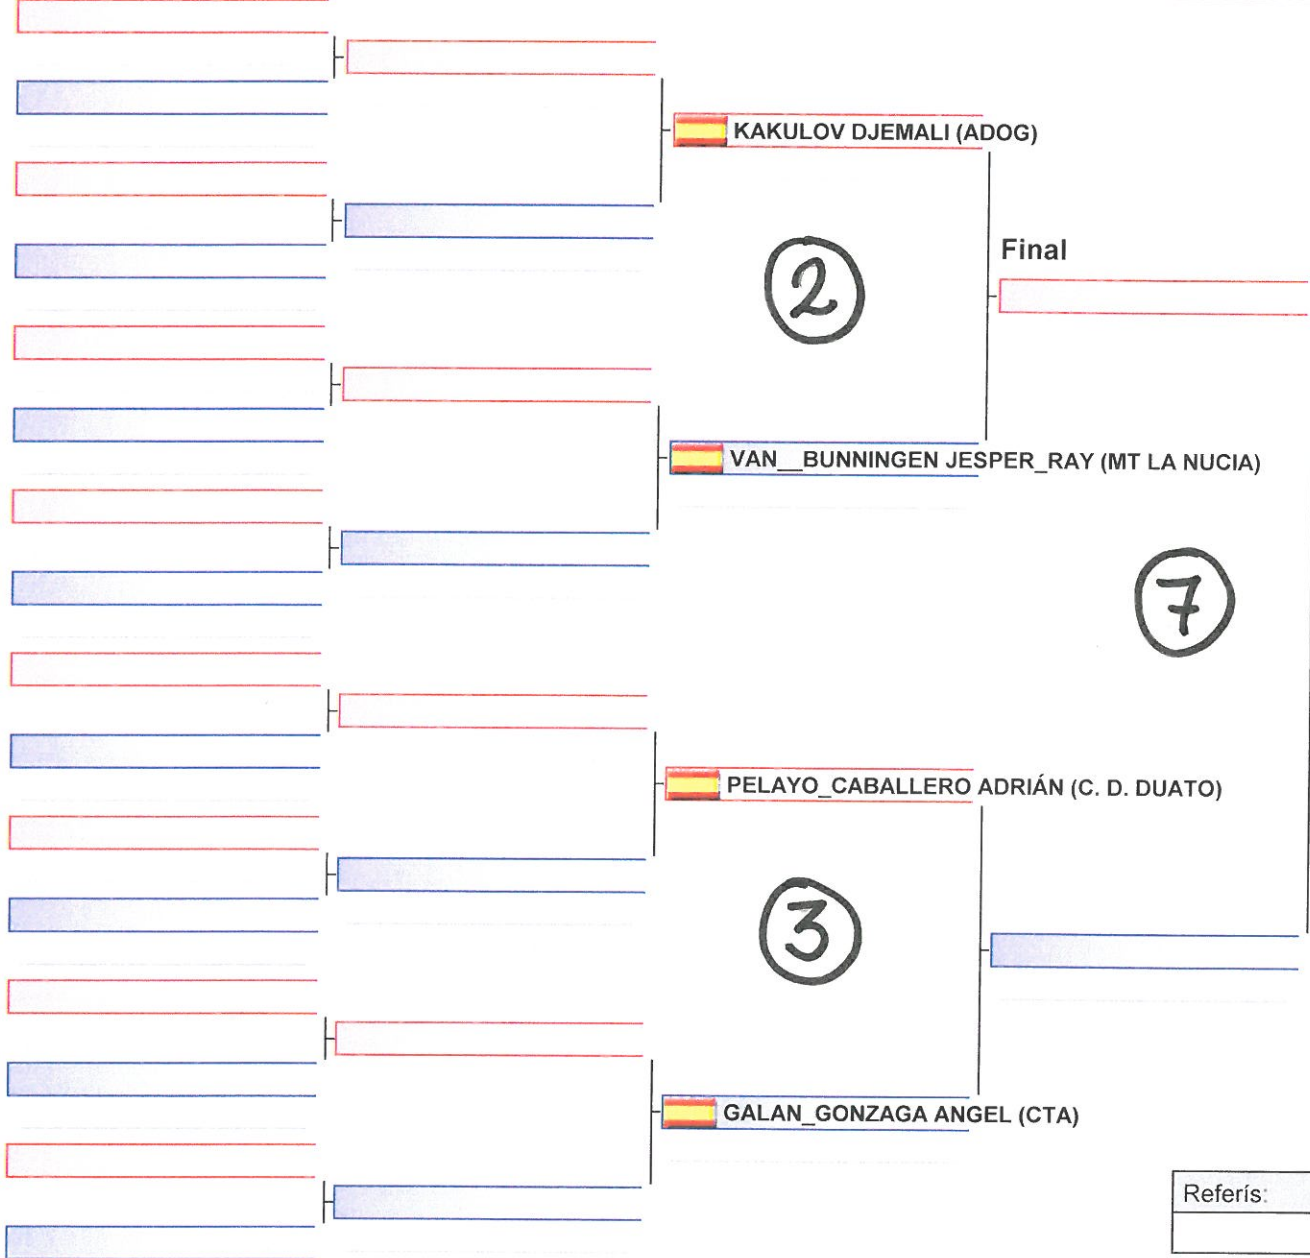 KAKULOV DJEMALI (ADOG)
Final
2
VAN__BUNNINGEN JESPER_RAY (MT LA NUCIA)
7
PELAYO_CABALLERO ADRIÁN (C. D. DUATO)
3
GALAN_GONZAGA ANGEL (CTA)
Referís: